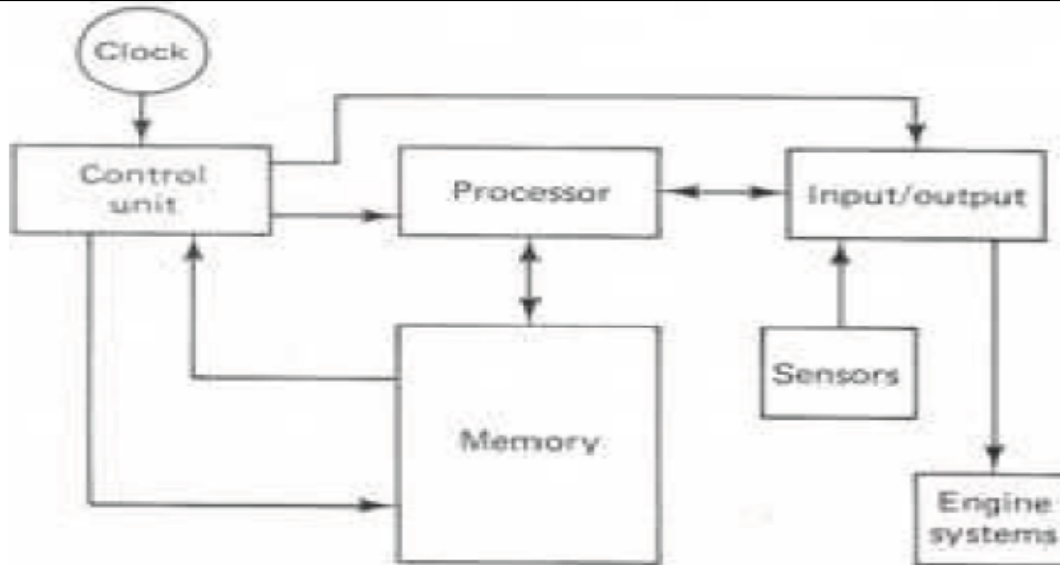 Clock
Control
unit
Processor
Input/output
Sensors
Memory
Engine
systems